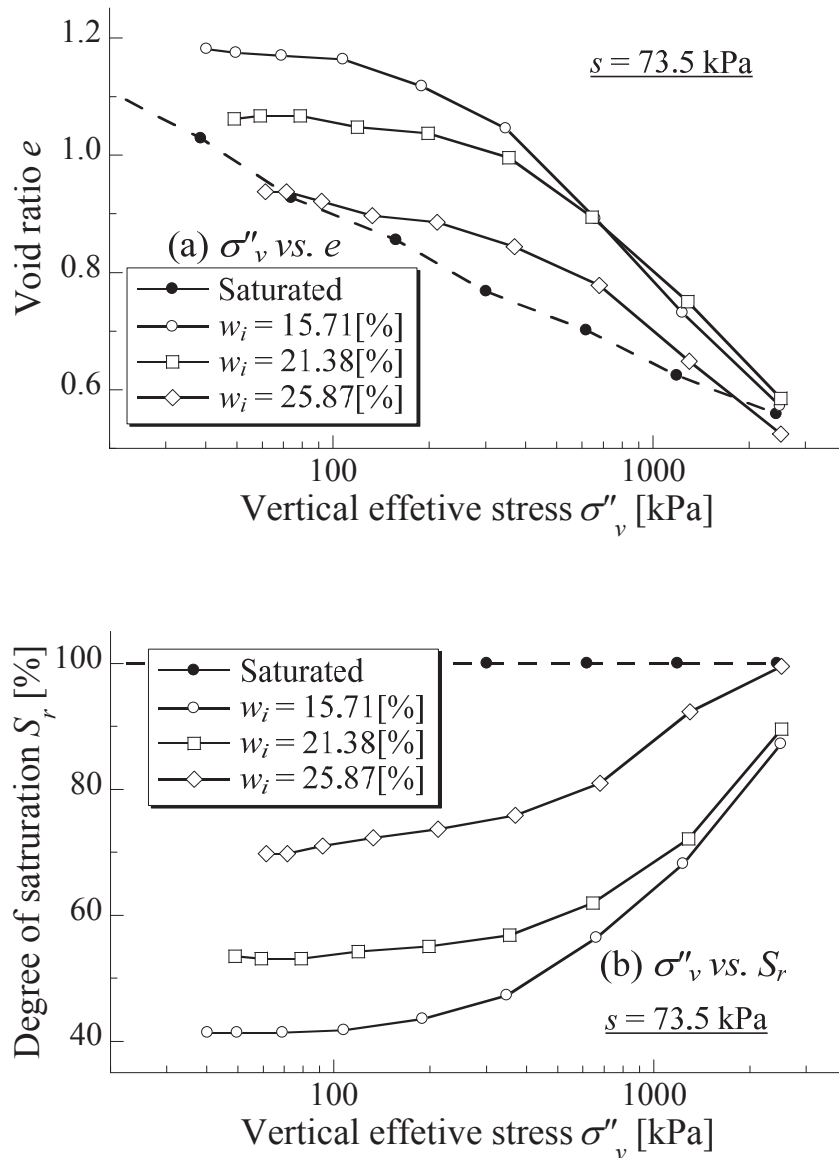 1.2
1.0
0.8
0.6
Void ratio e
s = 73.5 kPa
(a) σ″v vs. e
Saturated
wi = 15.71[%]
wi = 21.38[%]
wi = 25.87[%]
100
1000
Vertical effetive stress σ″v [kPa]
100
80
60
40
Degree of satruration Sr [%]
Saturated
wi = 15.71[%]
wi = 21.38[%]
wi = 25.87[%]
(b) σ″v vs. Sr
s = 73.5 kPa
100
1000
Vertical effetive stress σ″v [kPa]